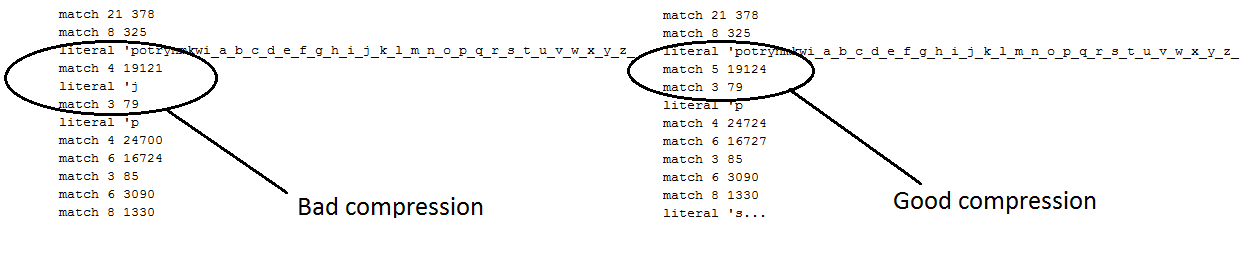 match 21 378
match 8 325
literal
match 4 19121
literal 'j
match 3 79
literal 'p
match 4 24700
match 6 16724
match 3 85
match 6 3090
match 8 1330
Bad compression
match 21 378
match 8 325
literal
match 5 19124
match 3 79
literal 'p
match 4 24724
match 6 16727
match 3 85
match 6 3090
match 8 1330
literal 's...
Good compression